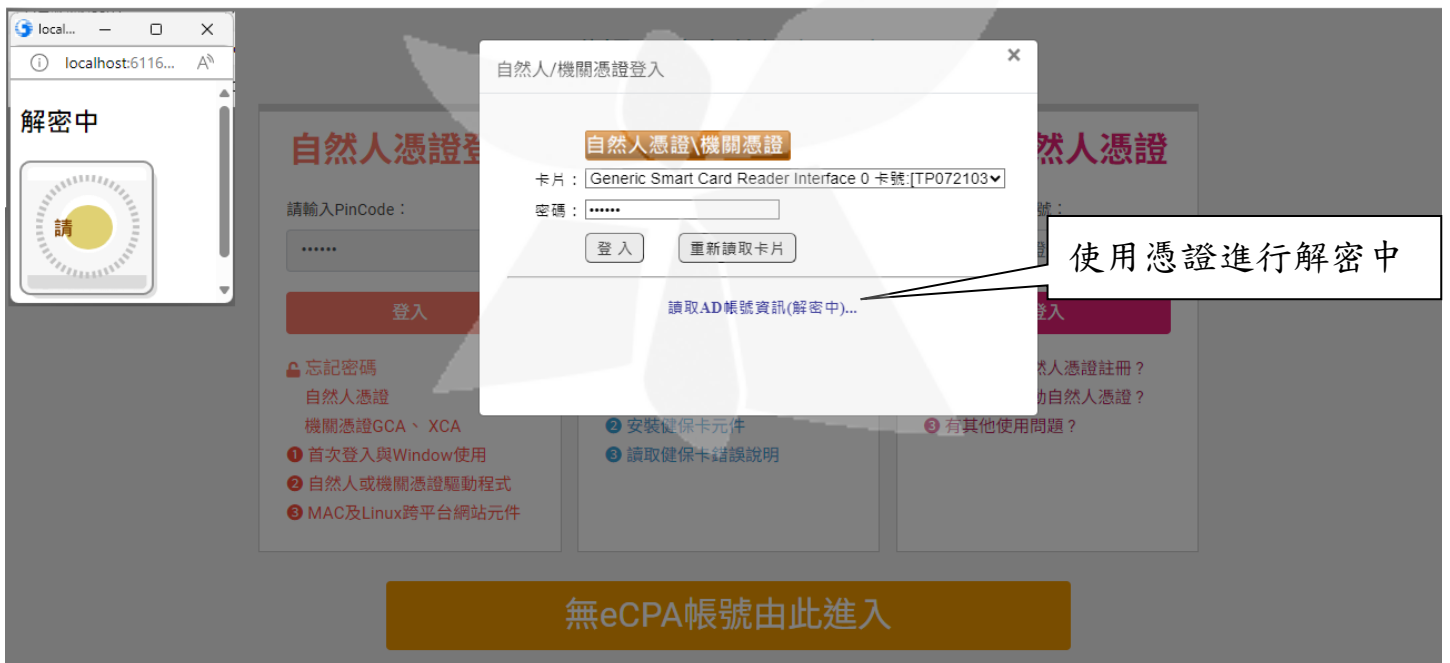 local...
localhost:6116...
解密中
請
自然人/機關憑證登入
×
自然人憑證\機關憑證
卡片：
Generic Smart Card Reader Interface 0 卡號:[TP072103
密碼：
••••••
登入
重新讀取卡片
讀取AD帳號資訊(解密中)...
使用憑證進行解密中
自然人憑證登
請輸入PinCode：
••••••
登入
忘記密碼
自然人憑證
機關憑證GCA、XCA
❶ 首次登入與Window使用
❷ 自然人或機關憑證驅動程式
❸ MAC及Linux跨平台網站元件
❷ 安裝健保卡元件
❸ 讀取健保卡錯誤說明
然人憑證
號：
登入
然人憑證註冊？
動自然人憑證？
❸ 有其他使用問題？
無eCPA帳號由此進入